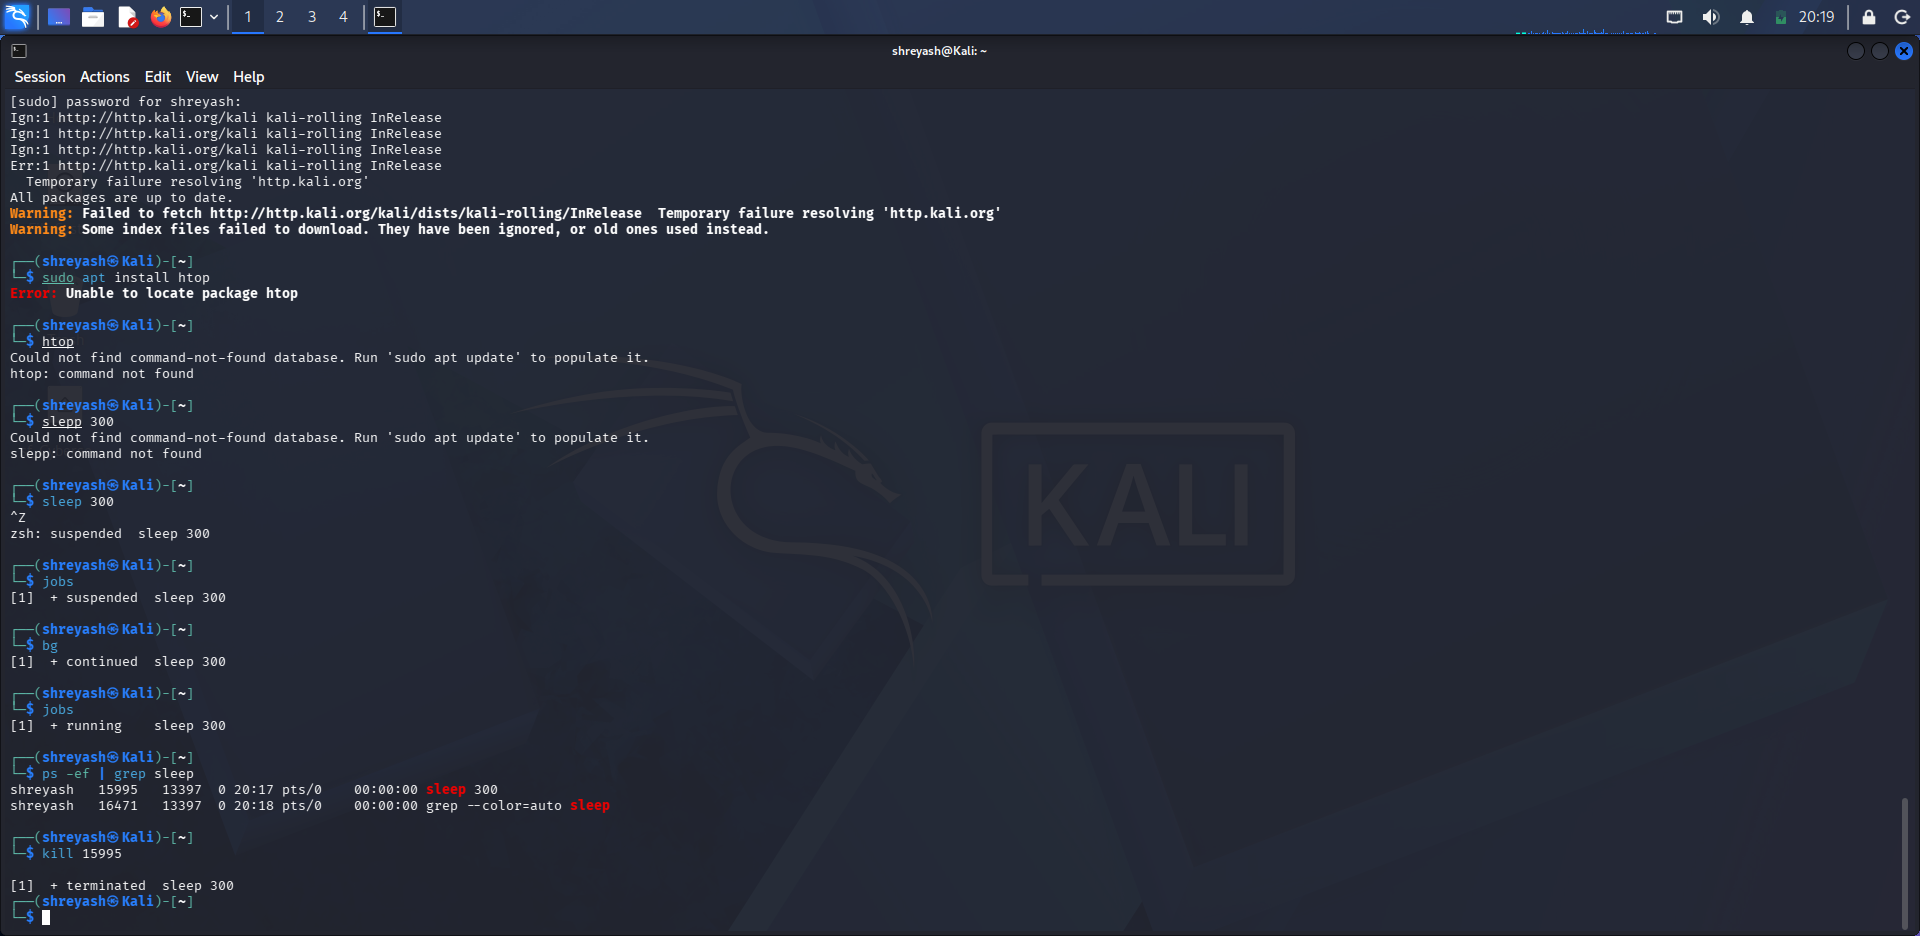 1 2 3 4 20:19
shreyash@Kali: ~
Session Actions Edit View Help
[sudo] password for shreyash:
Ign:1 http://http.kali.org/kali kali-rolling InRelease
Ign:1 http://http.kali.org/kali kali-rolling InRelease
Ign:1 http://http.kali.org/kali kali-rolling InRelease
Err:1 http://http.kali.org/kali kali-rolling InRelease
  Temporary failure resolving 'http.kali.org'
All packages are up to date.
Warning: Failed to fetch http://http.kali.org/kali/dists/kali-rolling/InRelease  Temporary failure resolving 'http.kali.org'
Warning: Some index files failed to download. They have been ignored, or old ones used instead.
┌──(shreyash㉿Kali)-[~]
└─$ sudo apt install htop
Error: Unable to locate package htop
┌──(shreyash㉿Kali)-[~]
└─$ htop
Could not find command-not-found database. Run 'sudo apt update' to populate it.
htop: command not found
┌──(shreyash㉿Kali)-[~]
└─$ slepp 300
Could not find command-not-found database. Run 'sudo apt update' to populate it.
slepp: command not found
┌──(shreyash㉿Kali)-[~]
└─$ sleep 300
^Z
zsh: suspended  sleep 300
┌──(shreyash㉿Kali)-[~]
└─$ jobs
[1]  + suspended  sleep 300
┌──(shreyash㉿Kali)-[~]
└─$ bg
[1]  + continued  sleep 300
┌──(shreyash㉿Kali)-[~]
└─$ jobs
[1]  + running    sleep 300
┌──(shreyash㉿Kali)-[~]
└─$ ps -ef | grep sleep
shreyash   15995   13397  0 20:17 pts/0    00:00:00 sleep 300
shreyash   16471   13397  0 20:18 pts/0    00:00:00 grep --color=auto sleep
┌──(shreyash㉿Kali)-[~]
└─$ kill 15995
[1]  + terminated  sleep 300
┌──(shreyash㉿Kali)-[~]
└─$
KALI